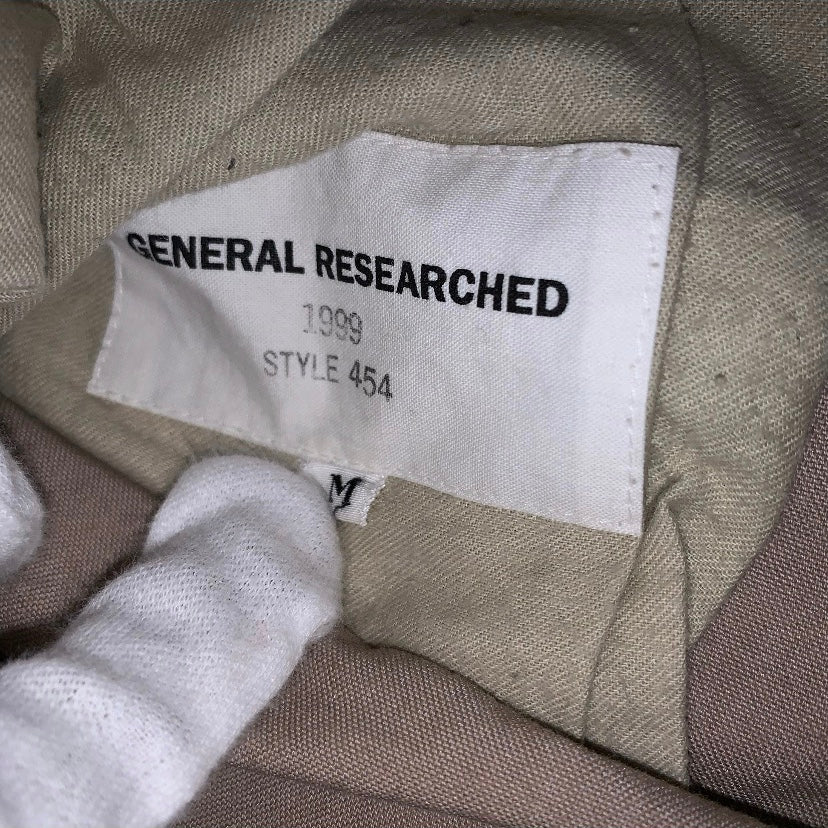 GENERAL RESEARCHED
1999
STYLE 454
M